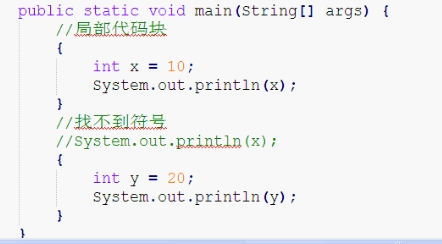 public static void main(String[] args) {
//局部代码块
{
int x = 10;
System.out.println(x);
}
//找不到符号
//System.out.println(x);
{
int y = 20;
System.out.println(y);
}
}